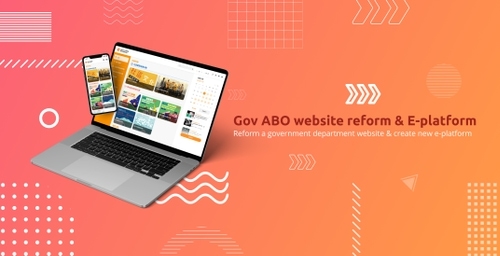 Gov ABO website reform & E-platform
Reform a government department website & create new e-platform